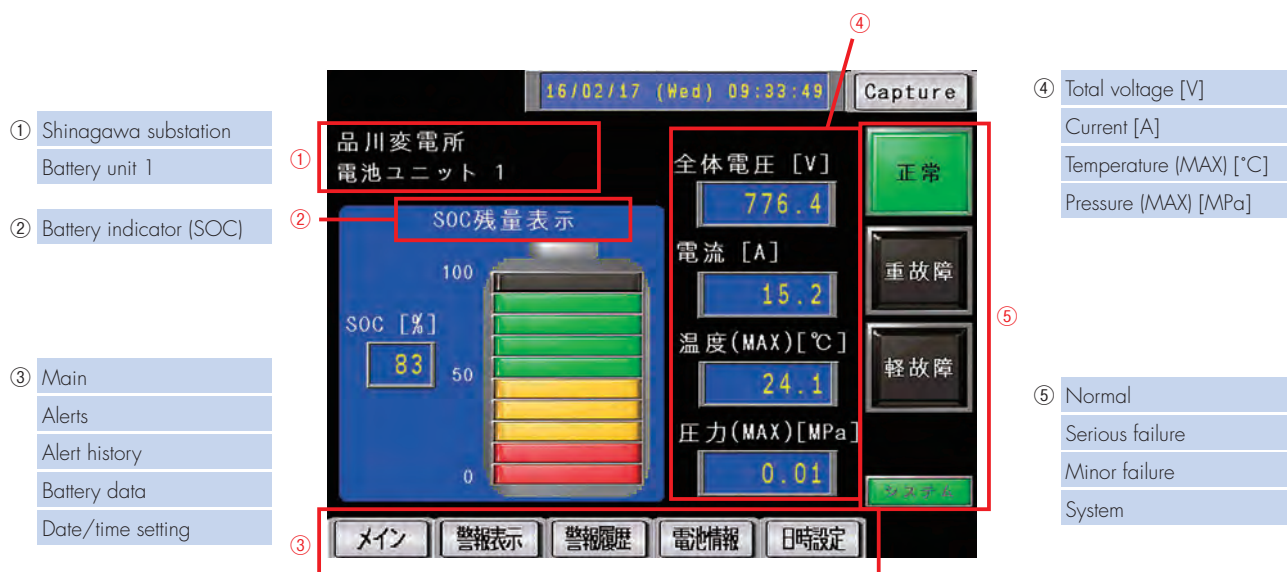 ④
16/02/17 (Wed) 09:33:49
Capture
① Shinagawa substation
Battery unit 1
② Battery indicator (SOC)
③ Main
Alerts
Alert history
Battery data
Date/time setting
①
品川変電所
電池ユニット 1
②
SOC残量表示
100
SOC [%]
83
50
0
全体電圧 [V]
776.4
電流 [A]
15.2
温度(MAX)[℃]
24.1
圧力(MAX)[MPa]
0.01
正常
重故障
軽故障
システム
⑤
③
メイン
警報表示
警報履歴
電池情報
日時設定
④ Total voltage [V]
Current [A]
Temperature (MAX) [°C]
Pressure (MAX) [MPa]
⑤ Normal
Serious failure
Minor failure
System